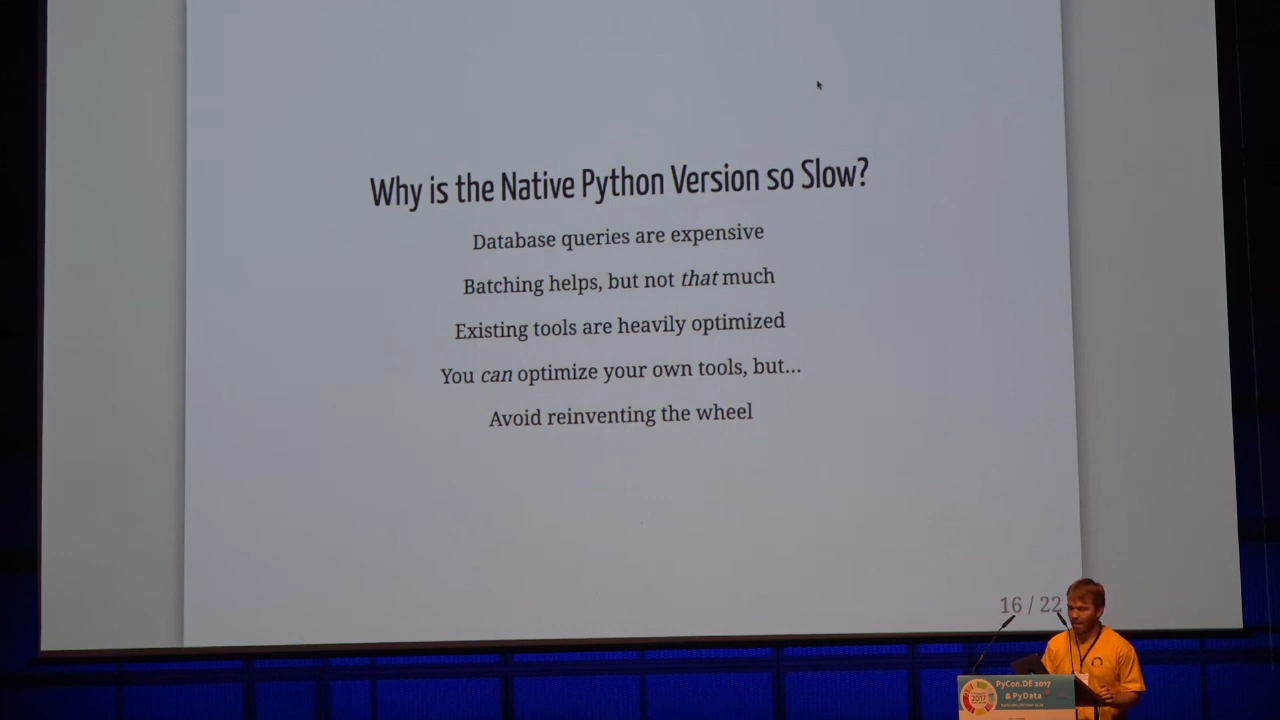 Why is the Native Python Version so Slow?
Database queries are expensive
Batching helps, but not that much
Existing tools are heavily optimized
You can optimize your own tools, but...
Avoid reinventing the wheel
16 / 22
PyCon.DE 2017
& PyData
2017